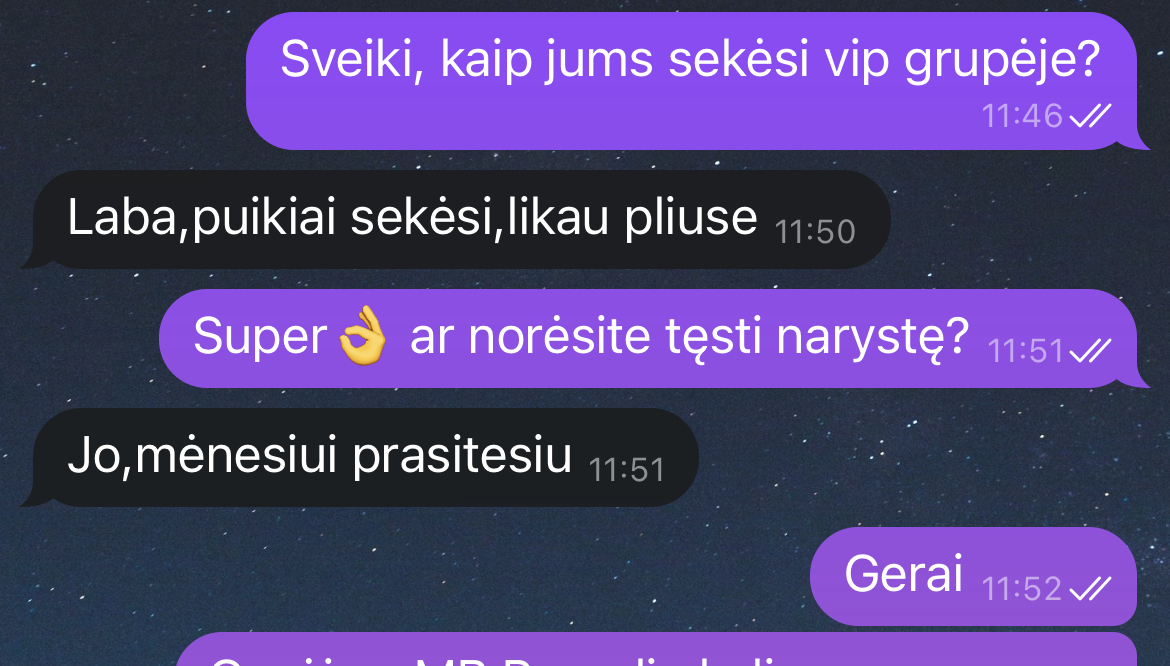 Sveiki, kaip jums sekėsi vip grupėje?
11:46
Laba,puikiai sekėsi,likau pliuse 11:50
Super👌 ar norėsite tęsti narystę? 11:51
Jo,mėnesiui prasitesiu 11:51
Gerai 11:52